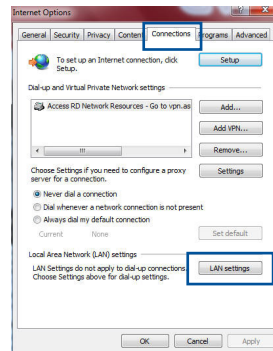 Internet Options
General Security Privacy Content Connections Programs Advanced
To set up an Internet connection, click
Setup.
Setup
Dial-up and Virtual Private Network settings
Access RD Network Resources - Go to vpn.as
Add...
Add VPN...
Remove...
Choose Settings if you need to configure a proxy
server for a connection.
Settings
Never dial a connection
Dial whenever a network connection is not present
Always dial my default connection
Current None
Set default
Local Area Network (LAN) settings
LAN Settings do not apply to dial-up connections.
Choose Settings above for dial-up settings.
LAN settings
OK Cancel Apply